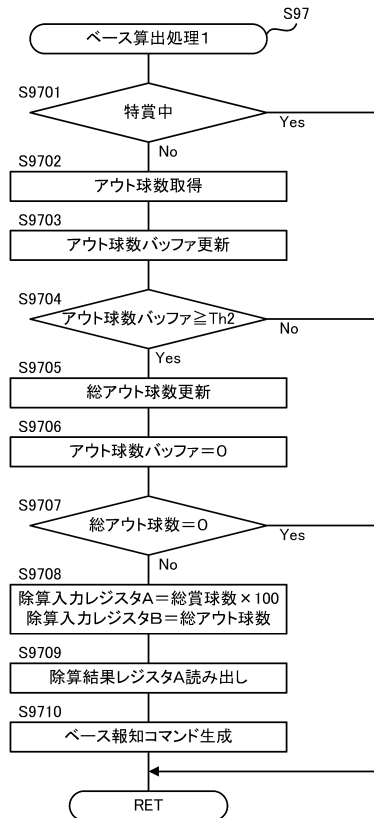 S97
ベース算出処理1
S9701
特賞中
Yes
No
S9702
アウト球数取得
S9703
アウト球数バッファ更新
S9704
アウト球数バッファ≧Th2
No
Yes
S9705
総アウト球数更新
S9706
アウト球数バッファ=0
S9707
総アウト球数=0
Yes
No
S9708
除算入力レジスタA=総賞球数×100
除算入力レジスタB=総アウト球数
S9709
除算結果レジスタA読み出し
S9710
ベース報知コマンド生成
RET